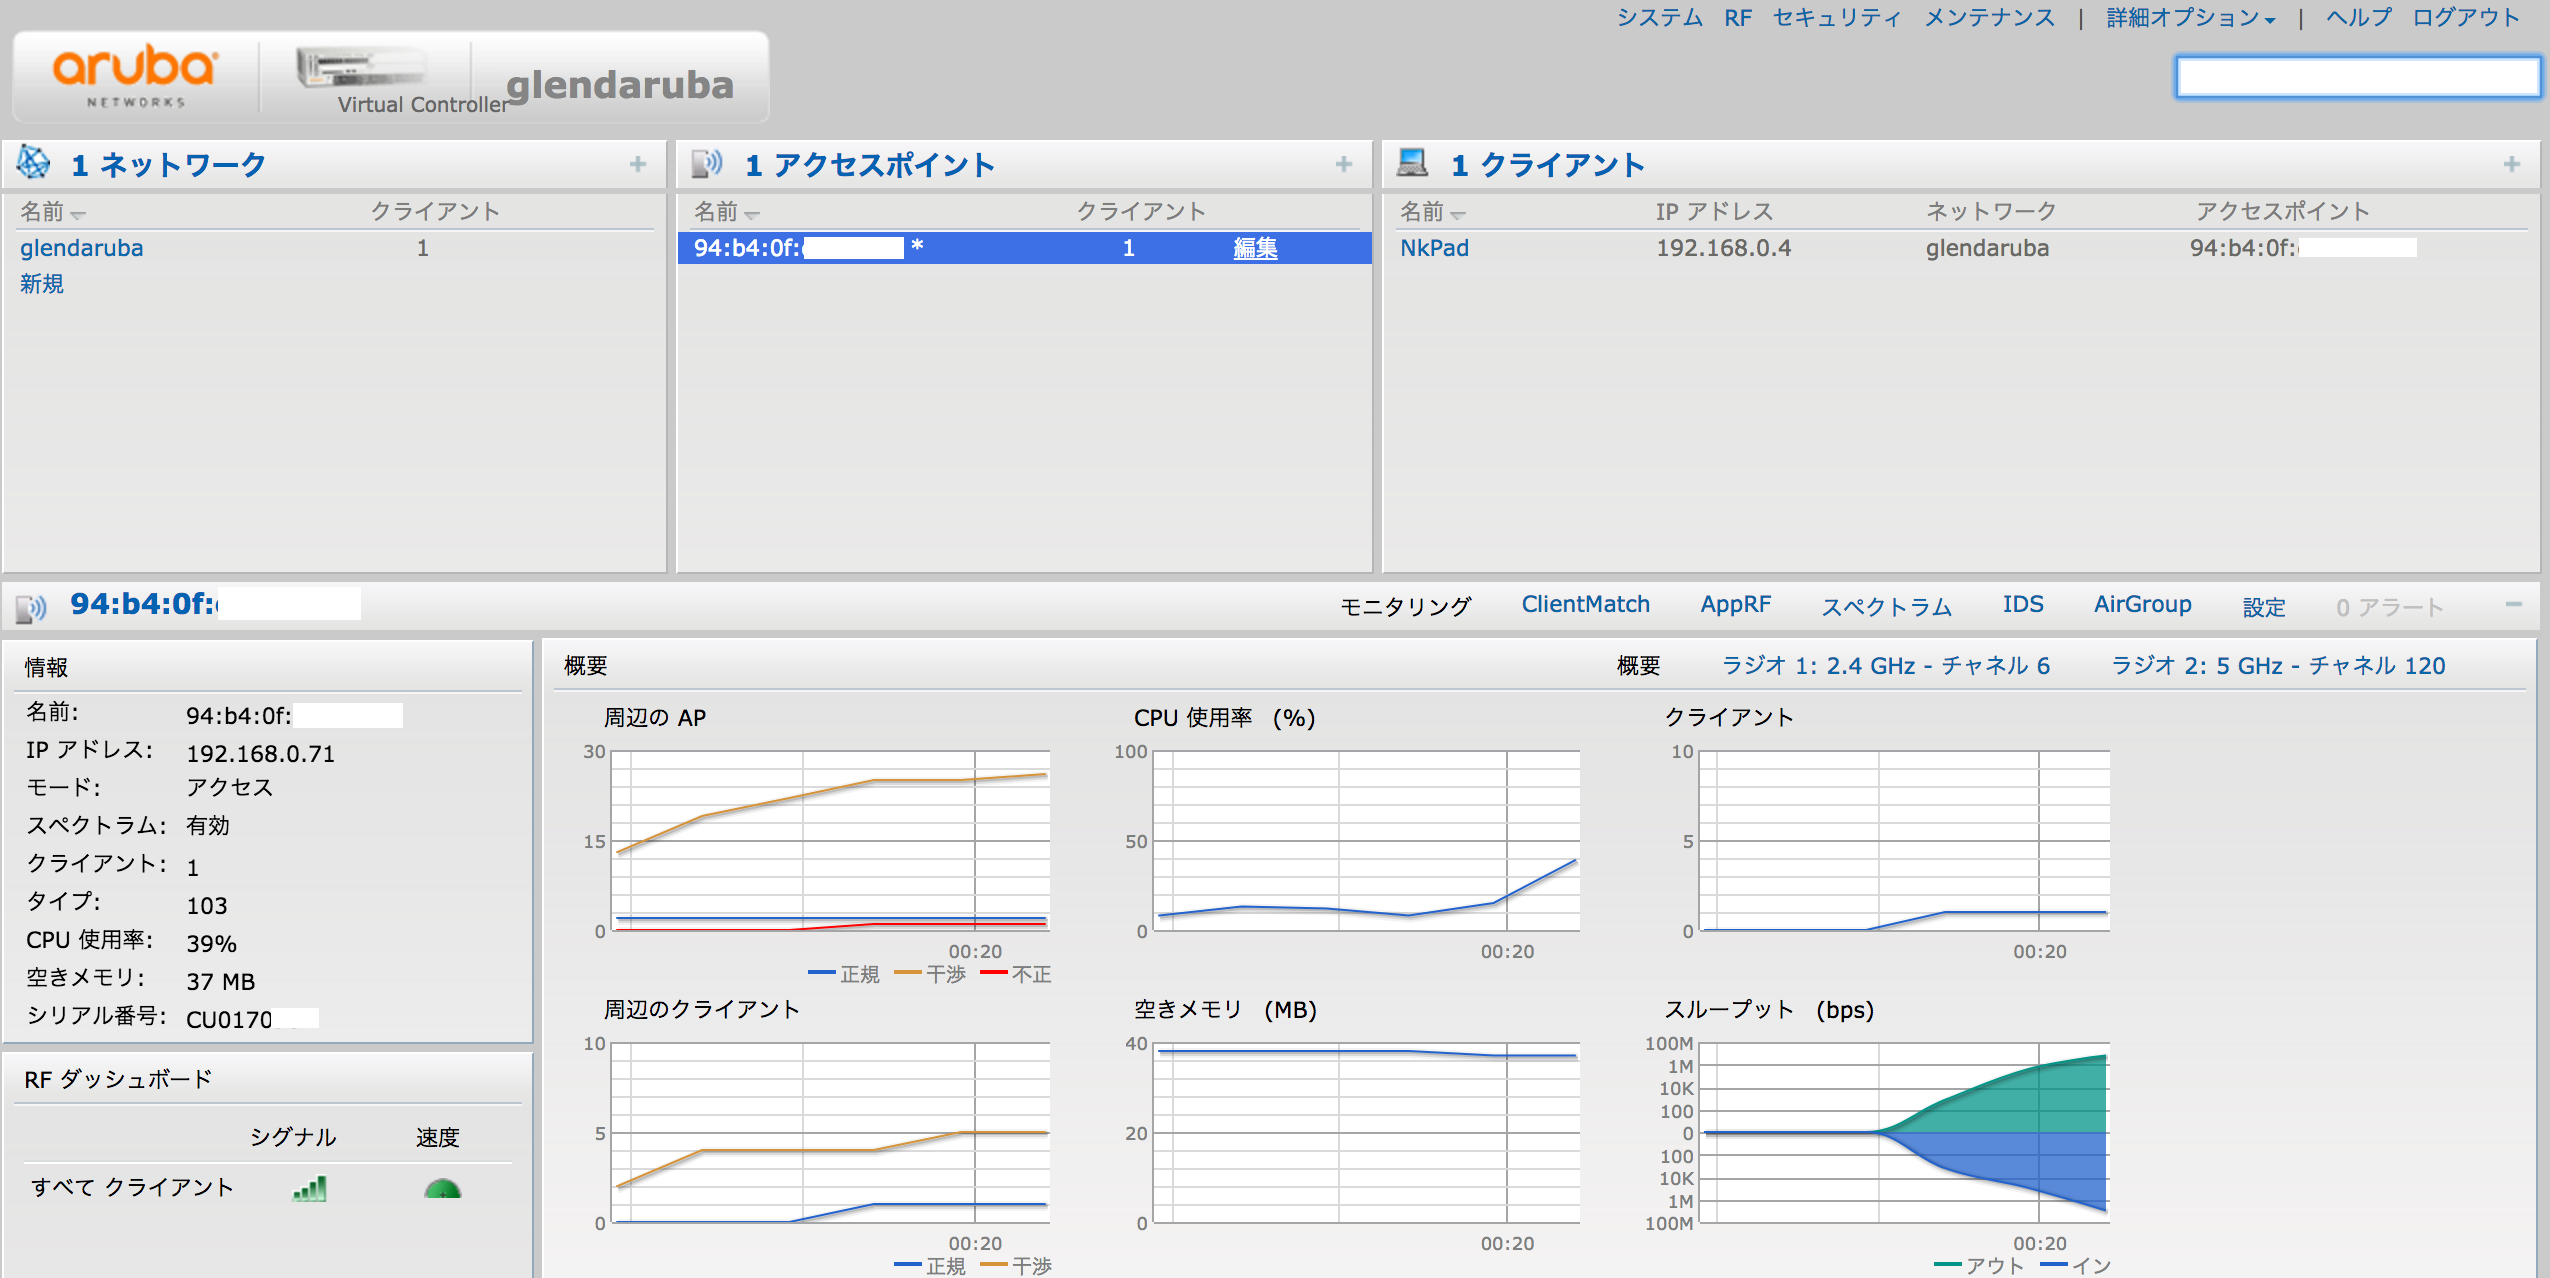 システム RF セキュリティ メンテナンス | 詳細オプション | ヘルプ ログアウト
aruba
NETWORKS
Virtual Controller
glendaruba
1 ネットワーク
名前 クライアント
glendaruba 1
新規
1 アクセスポイント
名前 クライアント
94:b4:0f: * 1 編集
1 クライアント
名前 IP アドレス ネットワーク アクセスポイント
NkPad 192.168.0.4 glendaruba 94:b4:0f:
94:b4:0f:
モニタリング ClientMatch AppRF スペクトラム IDS AirGroup 設定 0 アラート
情報
名前: 94:b4:0f:
IP アドレス: 192.168.0.71
モード: アクセス
スペクトラム: 有効
クライアント: 1
タイプ: 103
CPU 使用率: 39%
空きメモリ: 37 MB
シリアル番号: CU0170
RF ダッシュボード
シグナル 速度
すべて クライアント
概要
概要 ラジオ 1: 2.4 GHz - チャネル 6 ラジオ 2: 5 GHz - チャネル 120
周辺の AP
30
15
0
00:20
正規 干渉 不正
CPU 使用率 (%)
100
50
0
00:20
クライアント
10
5
0
00:20
周辺のクライアント
10
5
0
00:20
正規 干渉
空きメモリ (MB)
40
20
0
00:20
スループット (bps)
100M
1M
10K
100
0
100
10K
1M
100M
00:20
アウト イン